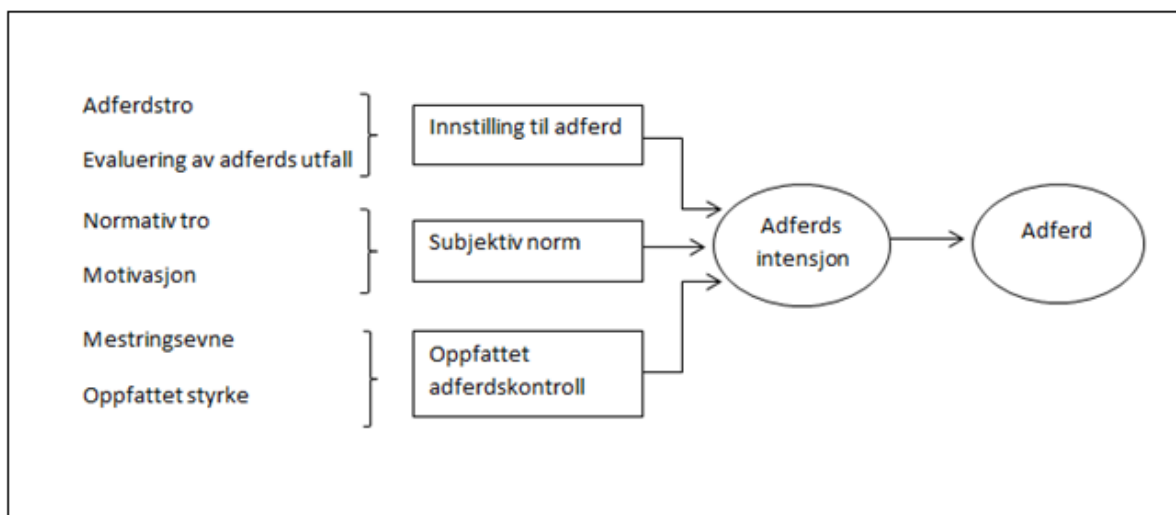 Adferdstro
Evaluering av adferds utfall
Innstilling til adferd
Normativ tro
Motivasjon
Subjektiv norm
Mestringsevne
Oppfattet styrke
Oppfattet
adferdskontroll
Adferds
intensjon
Adferd